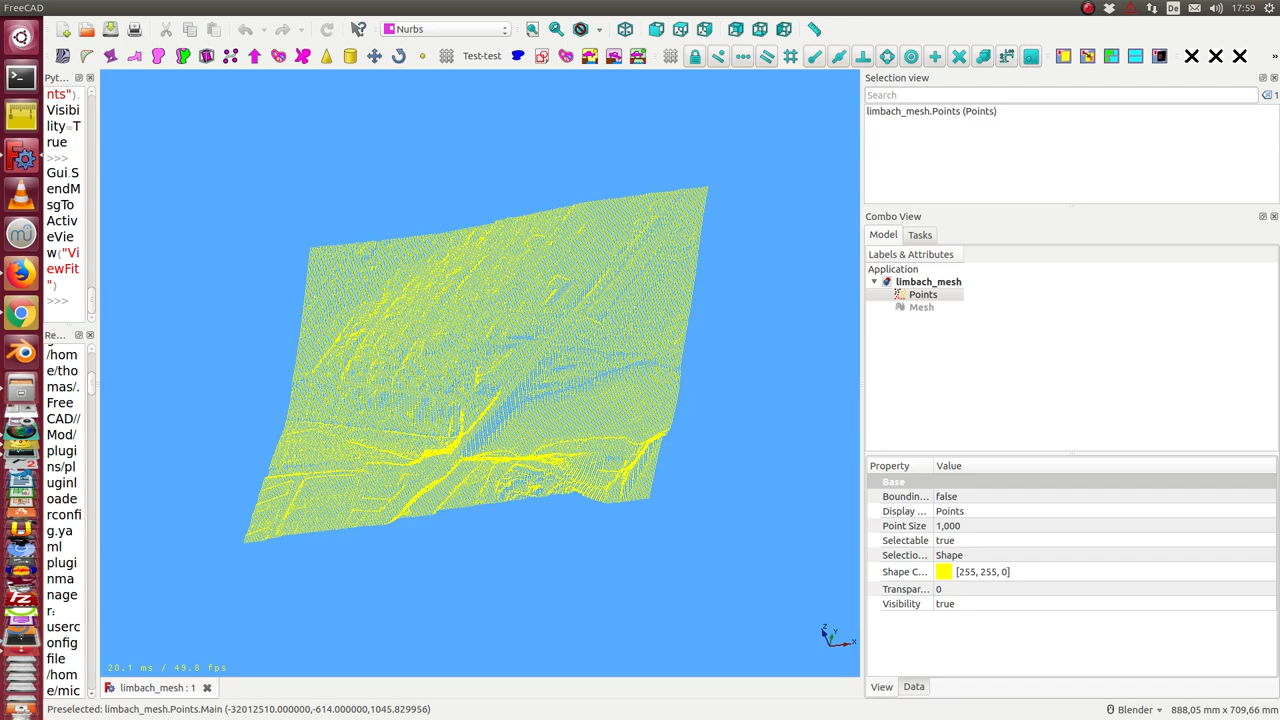 FreeCAD
De
17:59
Nurbs
Test-test
Pyt...
nts").
Visibi
lity=T
rue
>>>
Gui.S
endM
sgTo
Activ
eVie
w("Vi
ewFit
")
>>>
Re...
/hom
e/tho
mas/.
Free
CAD//
Mod/
plugi
ns/pl
uginl
oade
rconfi
g.ya
ml
plugi
nma
nage
r:
userc
onfig
file
/hom
e/mic
20.1 ms / 49.8 fps
Z
Y
X
limbach_mesh : 1
Selection view
Search
1
limbach_mesh.Points (Points)
Combo View
Model
Tasks
Labels & Attributes
Application
limbach_mesh
Points
Mesh
Property
Value
Base
Boundin...
false
Display ...
Points
Point Size
1,000
Selectable
true
Selectio...
Shape
Shape C...
[255, 255, 0]
Transpar...
0
Visibility
true
View
Data
Preselected: limbach_mesh.Points.Main (-32012510.000000,-614.000000,1045.829956)
Blender
888,05 mm x 709,66 mm